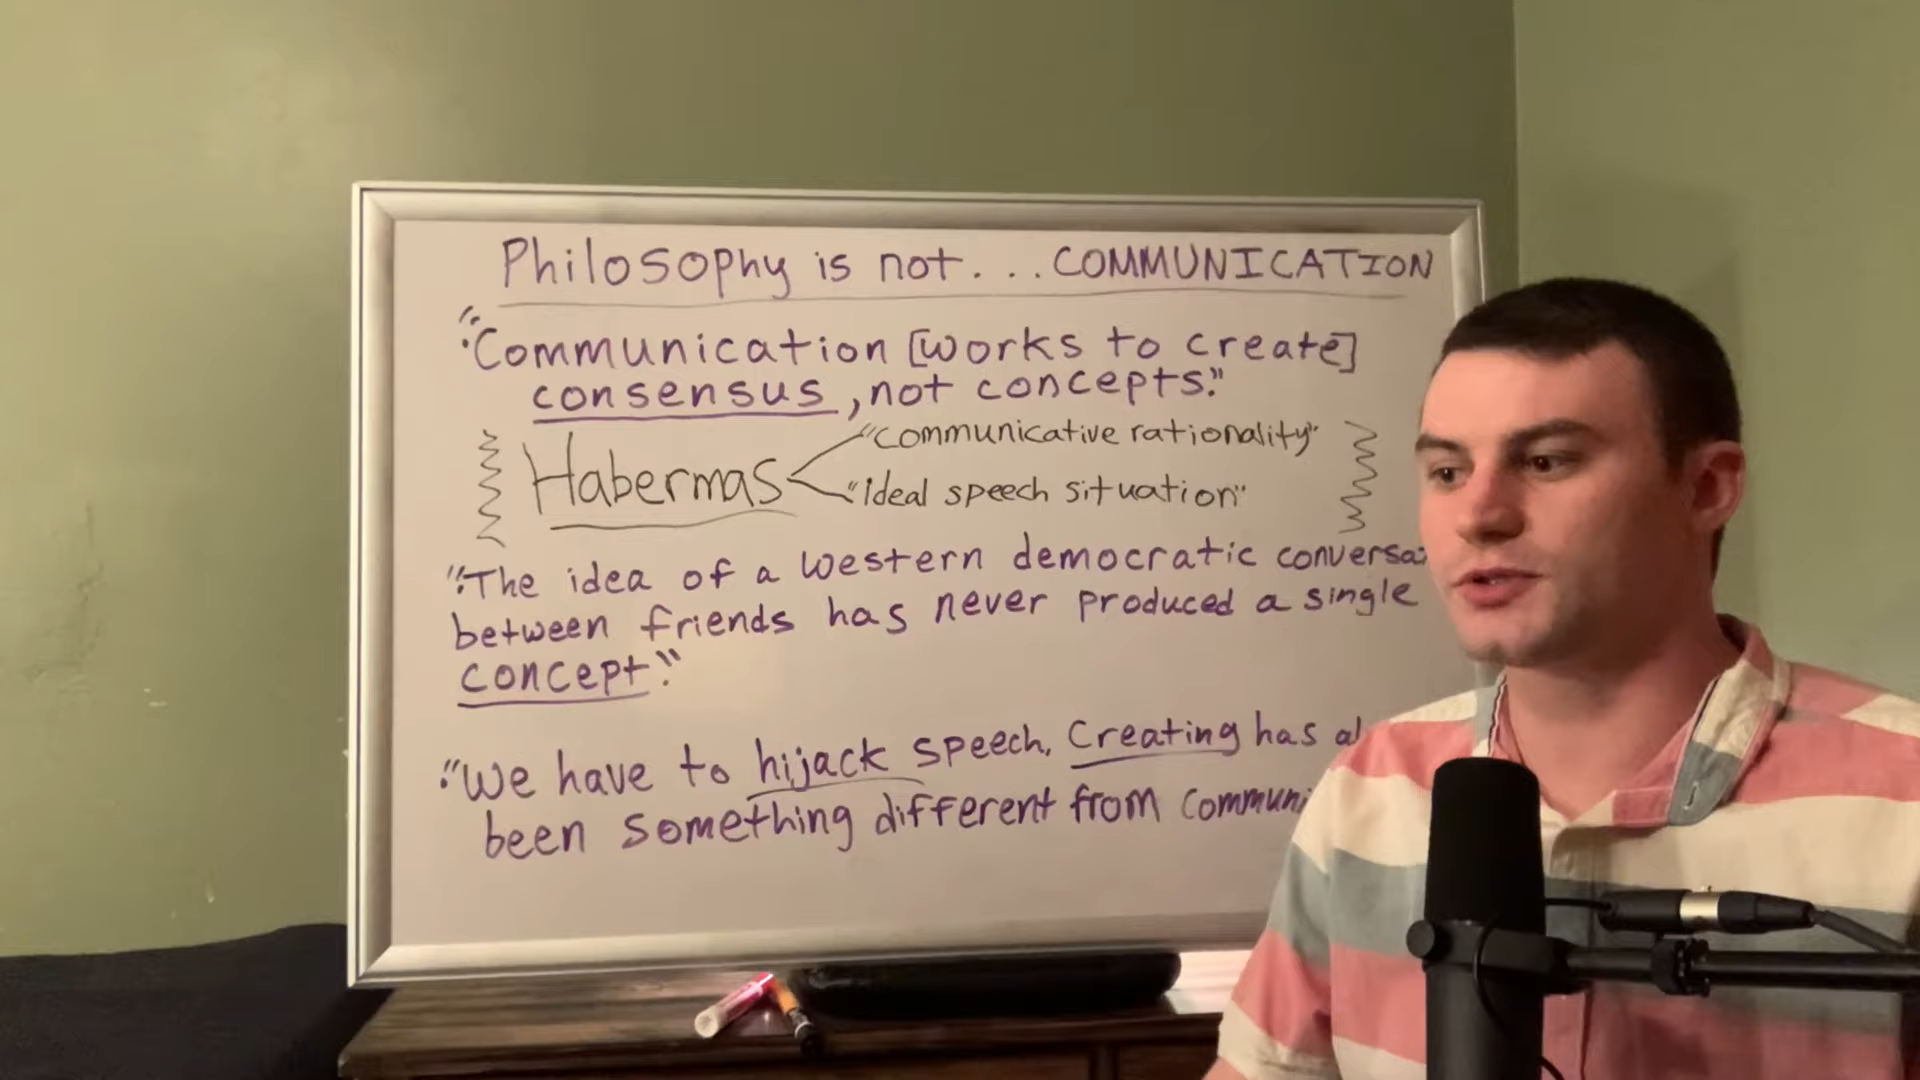 Philosophy is not... COMMUNICATION
"Communication [works to create]
consensus, not concepts."
Habermas
"communicative rationality"
"ideal speech situation"
"The idea of a western democratic
between friends has never produced a single
concept."
"We have to hijack speech. Creating has
been something different from